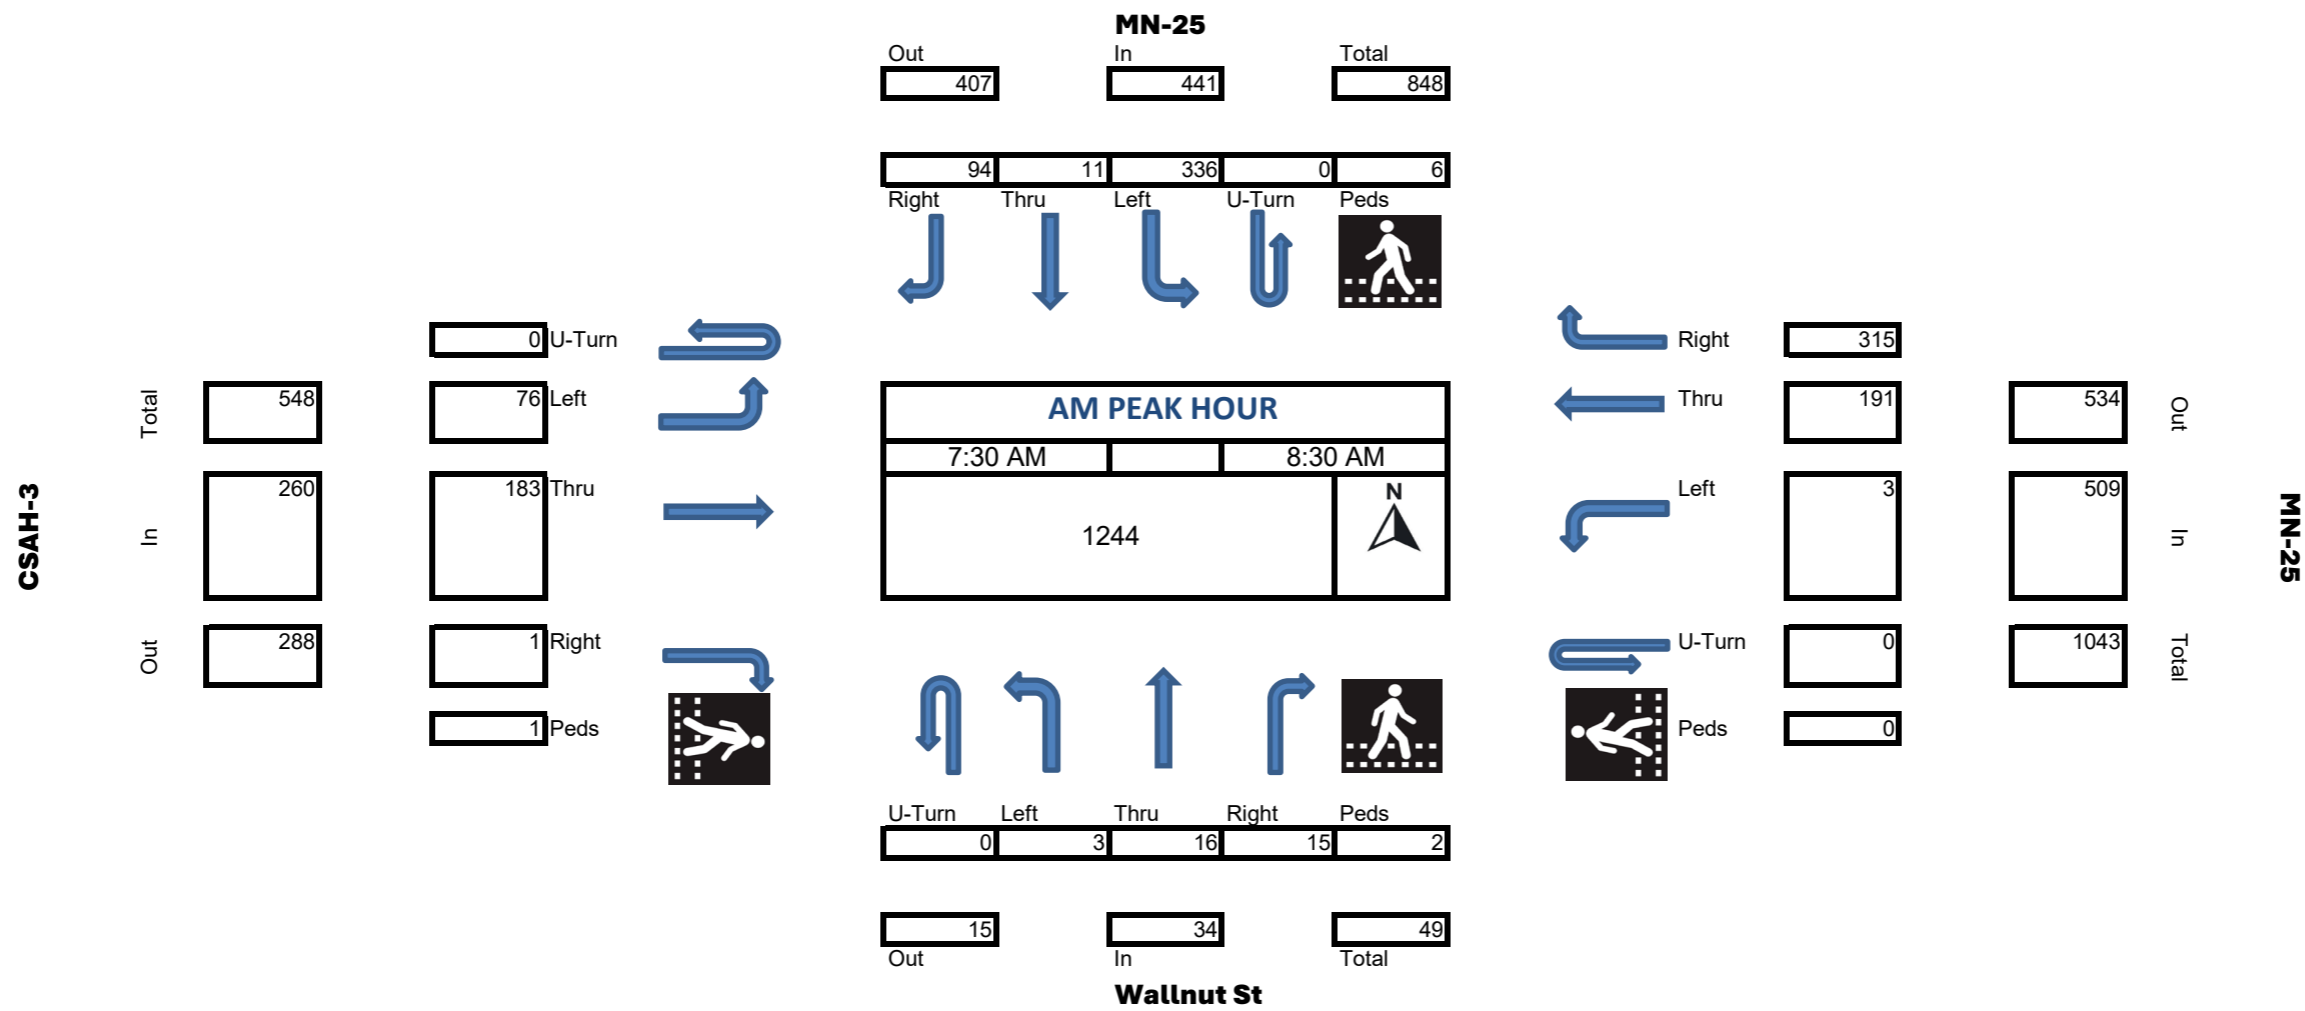 MN-25
Out In Total
407 441 848
94 11 336 0 6
Right Thru Left U-Turn Peds
0 U-Turn
Right 315
Total 548 76 Left
AM PEAK HOUR
Thru 191 534 Out
7:30 AM 8:30 AM
CSAH-3
In 260 183 Thru
N
1244
Left 3 509 In
MN-25
Out 288 1 Right
U-Turn 0 1043 Total
1 Peds
Peds 0
U-Turn Left Thru Right Peds
0 3 16 15 2
15 34 49
Out In Total
Wallnut St